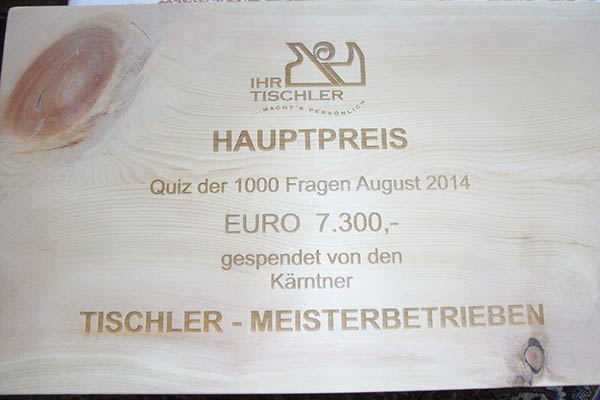 IHR
TISCHLER
...MACHT'S PERSÖNLICH
HAUPTPREIS
Quiz der 1000 Fragen August 2014
EURO 7.300,-
gespendet von den
Kärntner
TISCHLER - MEISTERBETRIEBEN